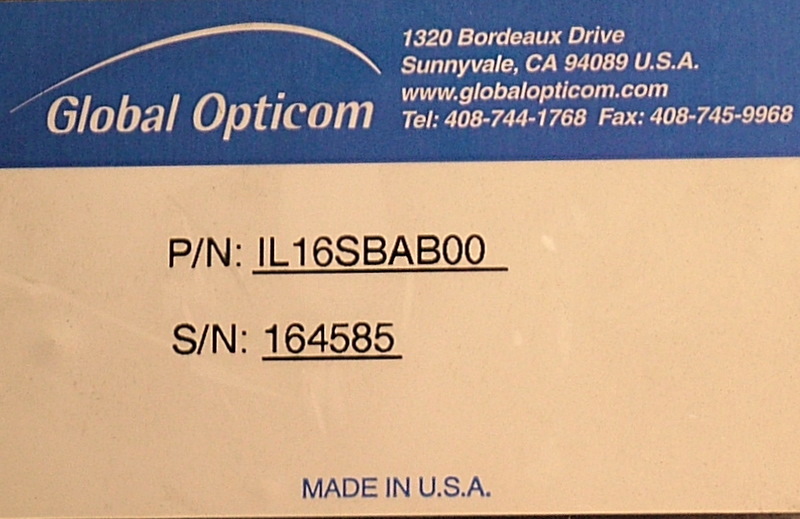 Global Opticom
1320 Bordeaux Drive
Sunnyvale, CA 94089 U.S.A.
www.globalopticom.com
Tel: 408-744-1768 Fax: 408-745-9968
P/N: IL16SBAB00
S/N: 164585
MADE IN U.S.A.